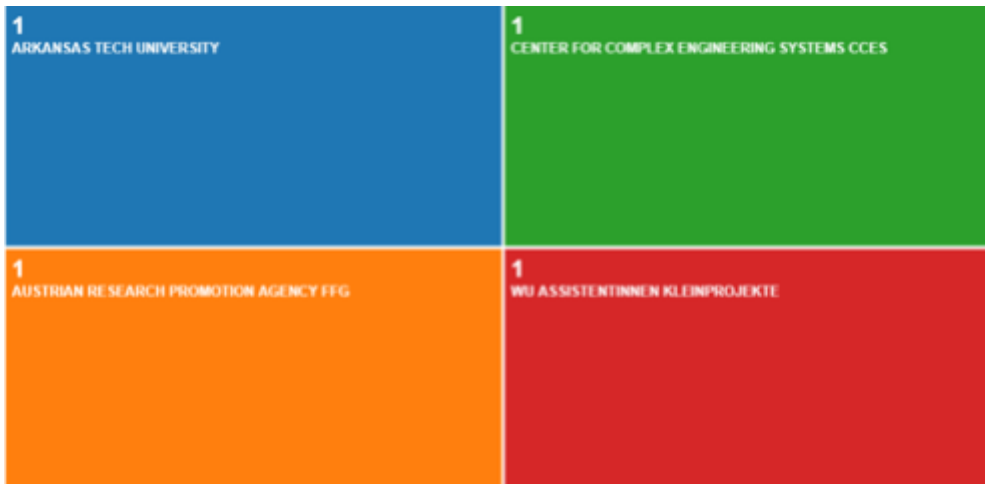 1
ARKANSAS TECH UNIVERSITY
1
CENTER FOR COMPLEX ENGINEERING SYSTEMS CCES
1
AUSTRIAN RESEARCH PROMOTION AGENCY FFG
1
WU ASSISTENTINNEN KLEINPROJEKTE